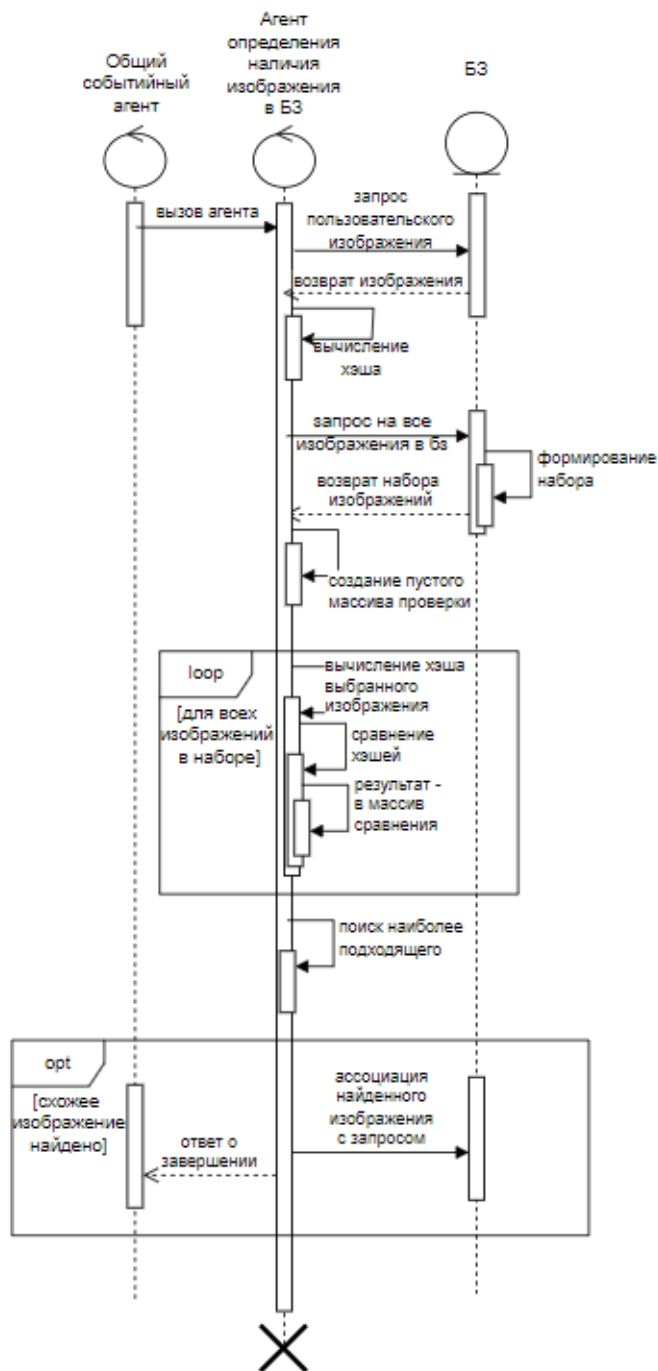 Общий
событийный
агент
Агент
определения
наличия
изображения
в БЗ
БЗ
вызов агента
запрос
пользовательского
изображения
возврат изображения
вычисление
хэша
запрос на все
изображения в бз
формирование
набора
возврат набора
изображений
создание пустого
массива проверки
loop
[для всех
изображений
в наборе]
вычисление хэша
выбранного
изображения
сравнение
хэшей
результат -
в массив
сравнения
поиск наиболее
подходящего
opt
[схожее
изображение
найдено]
ассоциация
найденного
изображения
с запросом
ответ о
завершении